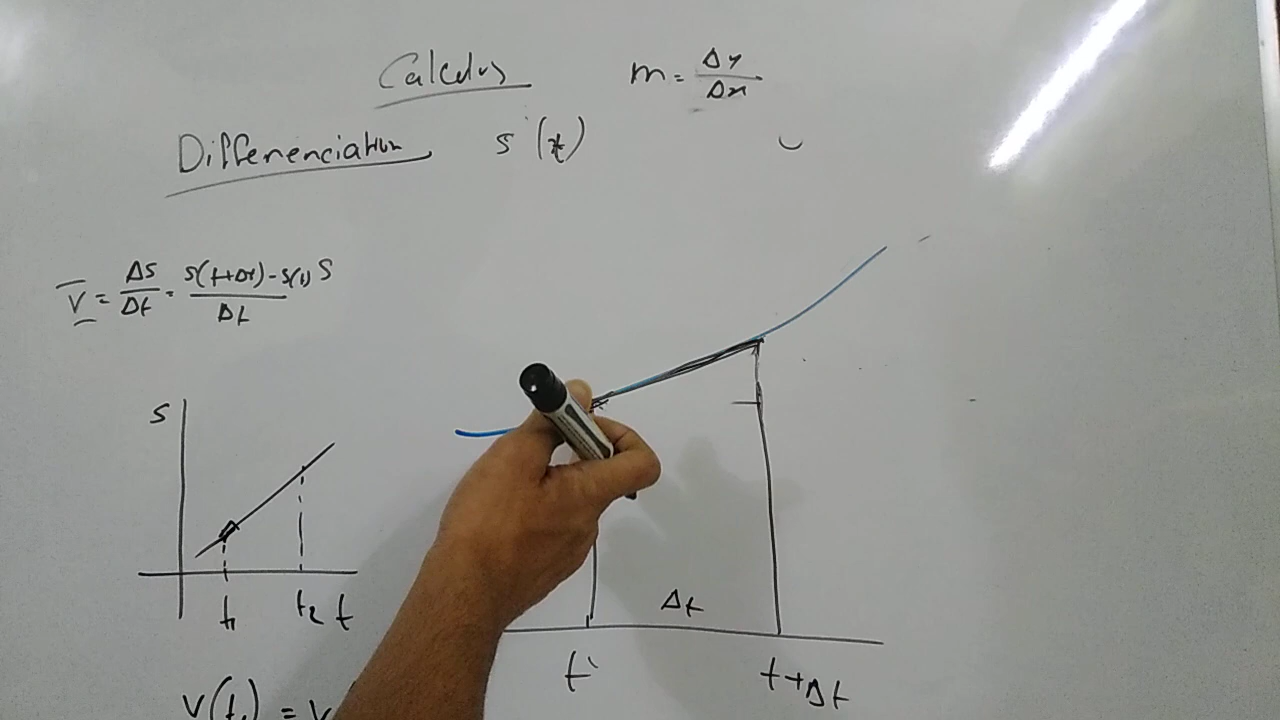 Calculus
m = Δy/Δx
Differenciation
s'(t)
V = Δs/Δt = s(t+Δt)-s(t)/Δt
S
s
t₁
t₂ t
Δt
t
t+Δt
V(t₁) = V